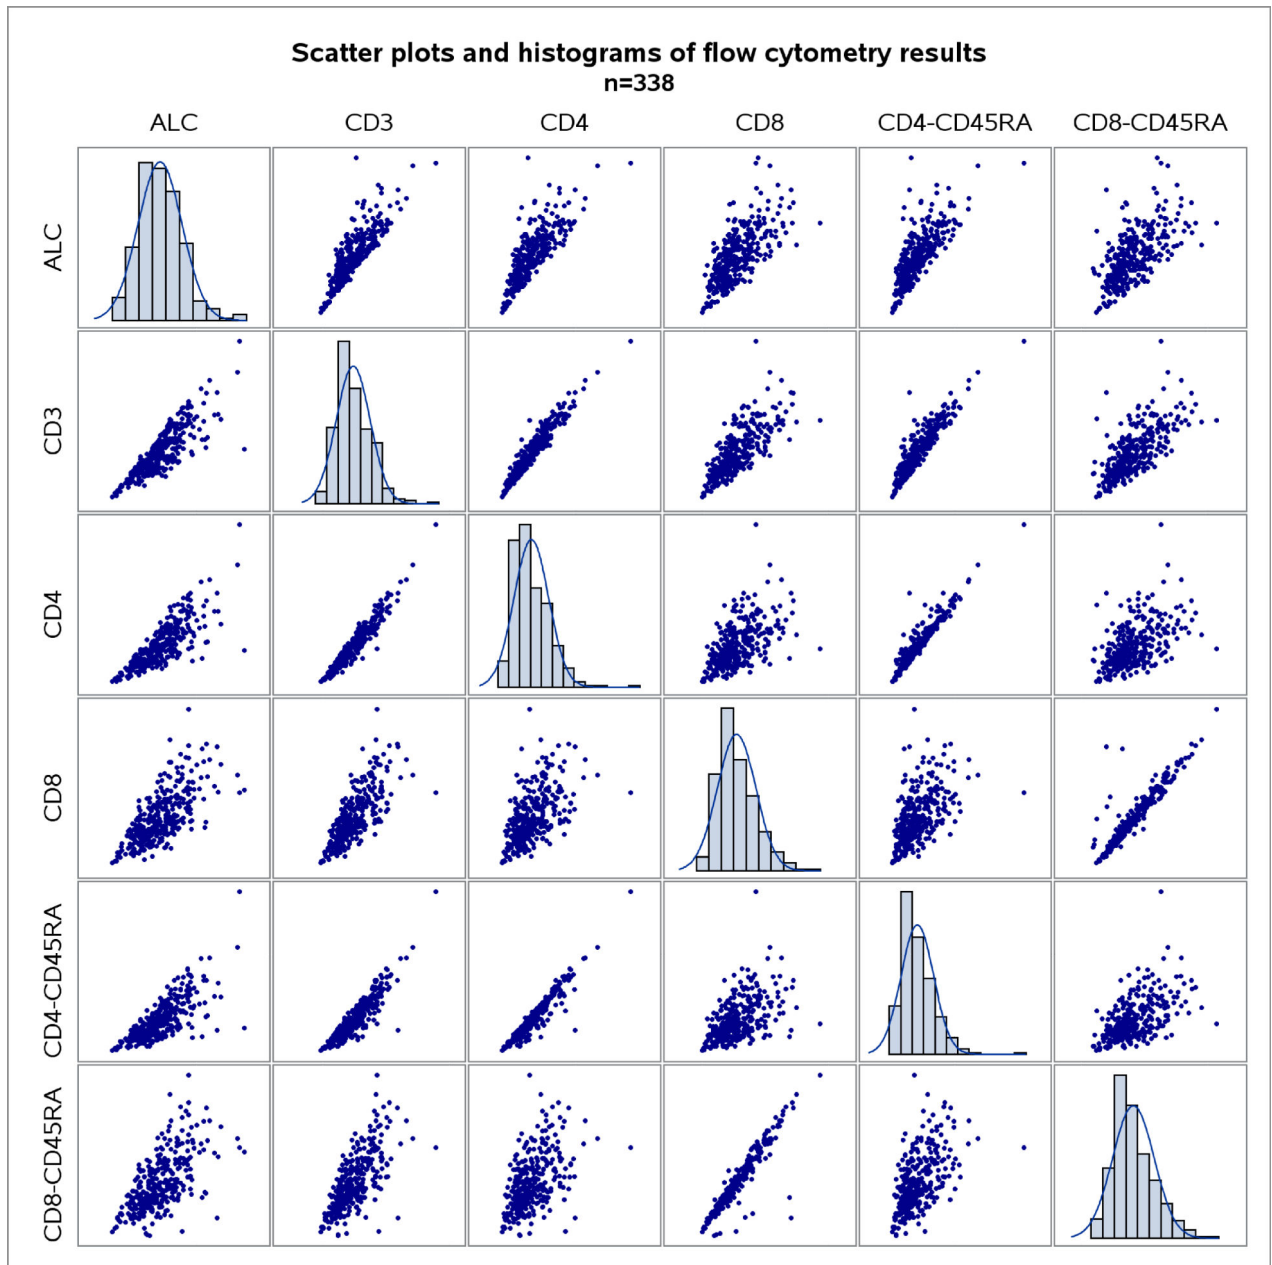 Scatter plots and histograms of flow cytometry results
n=338
ALC CD3 CD4 CD8 CD4-CD45RA CD8-CD45RA
ALC
CD3
CD4
CD8
CD4-CD45RA
CD8-CD45RA